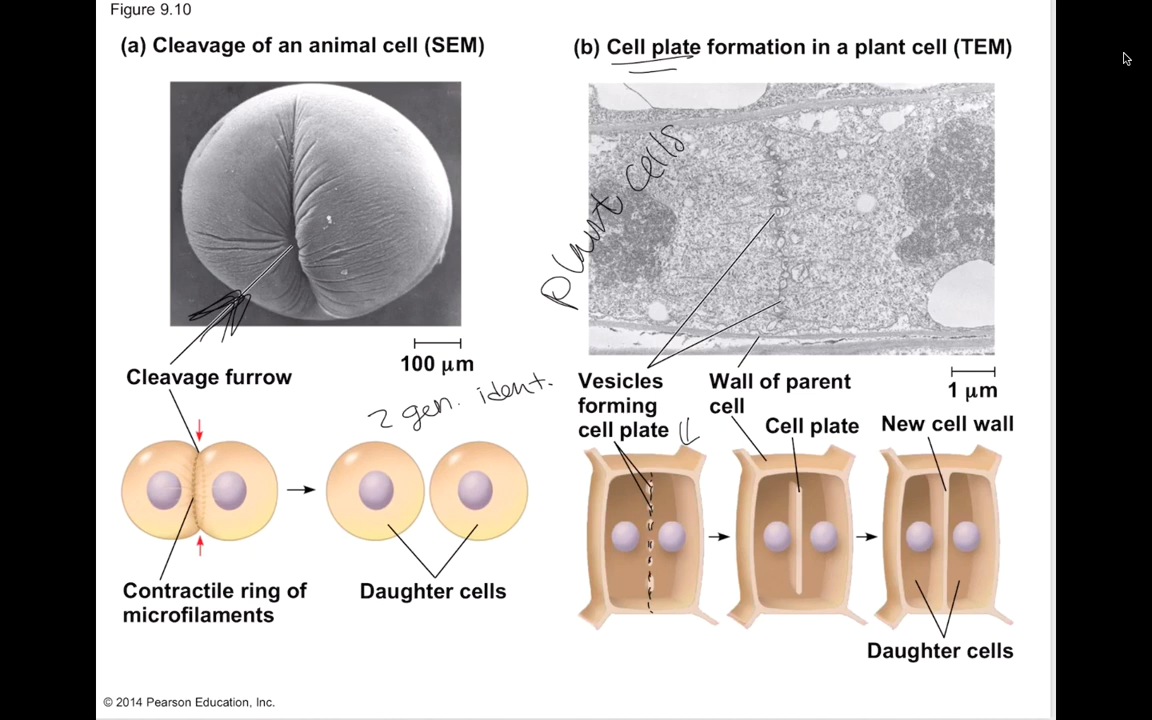 Figure 9.10
(a) Cleavage of an animal cell (SEM)
100 μm
Cleavage furrow
2 gen. ident.
Contractile ring of
microfilaments
Daughter cells
(b) Cell plate formation in a plant cell (TEM)
Plant cells
Vesicles
forming
cell plate
Wall of parent
cell
1 μm
Cell plate
New cell wall
Daughter cells
© 2014 Pearson Education, Inc.